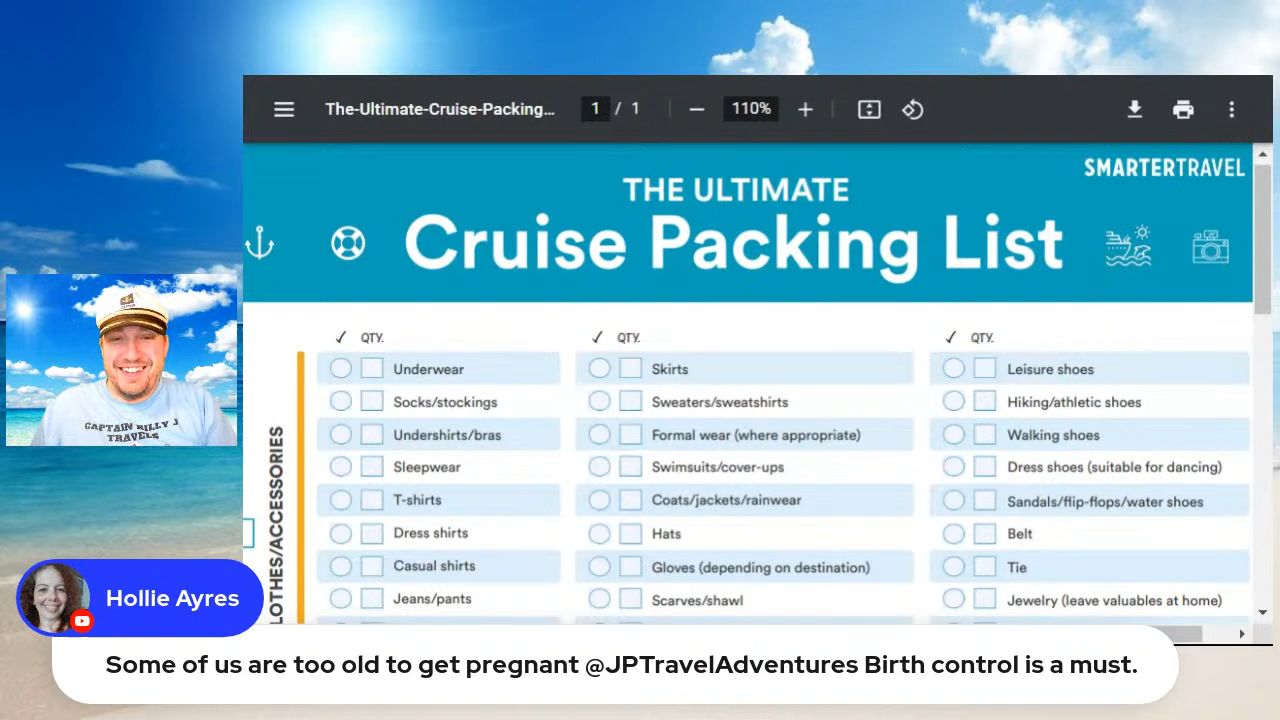 The-Ultimate-Cruise-Packing... 1 / 1 110%
SMARTERTRAVEL
THE ULTIMATE
Cruise Packing List
✓ QTY. ✓ QTY. ✓ QTY.
Underwear Skirts Leisure shoes
Socks/stockings Sweaters/sweatshirts Hiking/athletic shoes
Undershirts/bras Formal wear (where appropriate) Walking shoes
Sleepwear Swimsuits/cover-ups Dress shoes (suitable for dancing)
T-shirts Coats/jackets/rainwear Sandals/flip-flops/water shoes
Dress shirts Hats Belt
Casual shirts Gloves (depending on destination) Tie
Jeans/pants Scarves/shawl Jewelry (leave valuables at home)
LOTHES/ACCESSORIES
CAPTAIN BILLY J
TRAVELS
Hollie Ayres
Some of us are too old to get pregnant @JPTravelAdventures Birth control is a must.